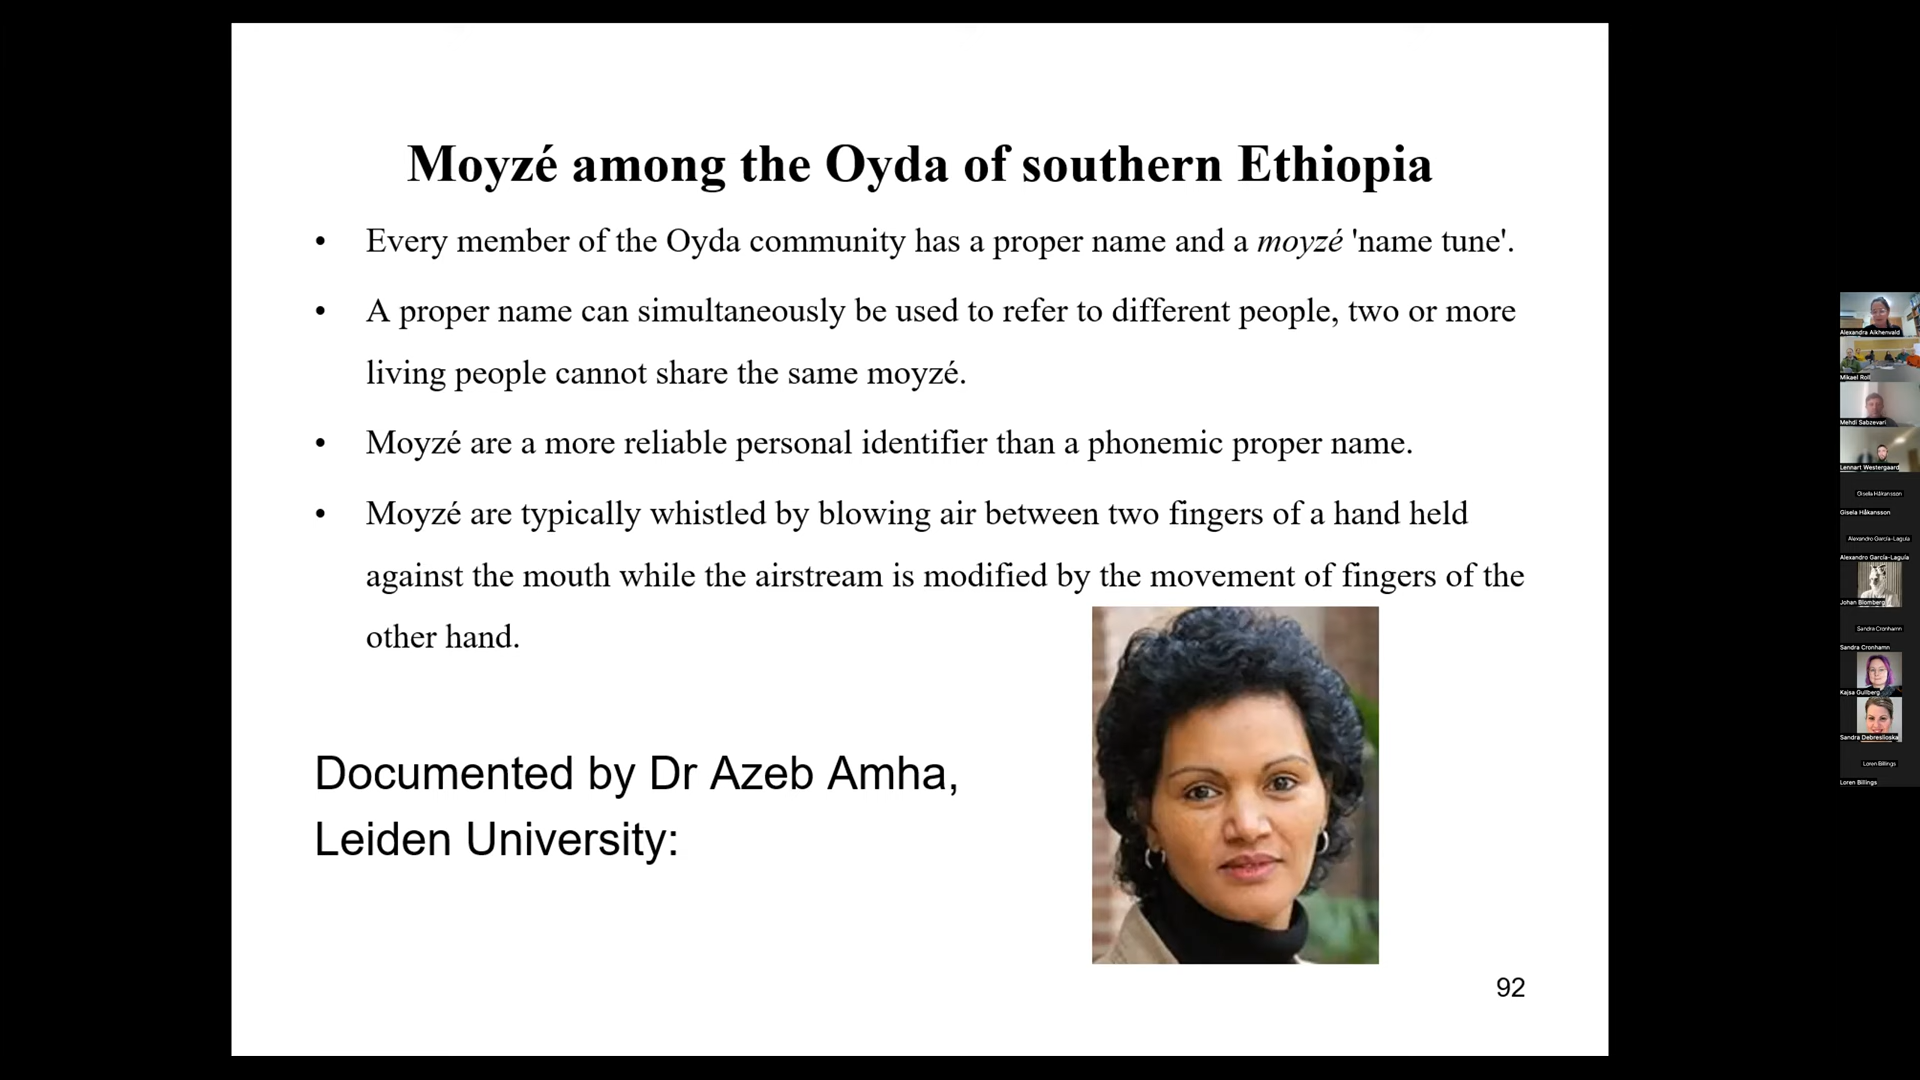 Moyzé among the Oyda of southern Ethiopia
• Every member of the Oyda community has a proper name and a moyzé 'name tune'.
• A proper name can simultaneously be used to refer to different people, two or more
living people cannot share the same moyzé.
• Moyzé are a more reliable personal identifier than a phonemic proper name.
• Moyzé are typically whistled by blowing air between two fingers of a hand held
against the mouth while the airstream is modified by the movement of fingers of the
other hand.
Documented by Dr Azeb Amha,
Leiden University:
92
Alexandra Aikhenvald
Mikael Roll
Mehdi Sabzevari
Lennart Westergaard
Gisela Håkansson
Gisela Håkansson
Johan Blomberg
Sandra Cronhamn
Sandra Cronhamn
Kajsa Gullberg
Sandra Debreslioska
Loren Billings
Loren Billings